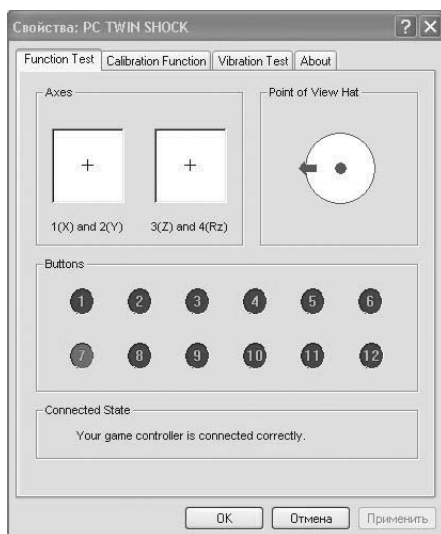 Свойства: PC TWIN SHOCK
Function Test Calibration Function Vibration Test About
Axes Point of View Hat
1(X) and 2(Y) 3(Z) and 4(Rz)
Buttons
1 2 3 4 5 6
7 8 9 10 11 12
Connected State
Your game controller is connected correctly.
OK Отмена Применить